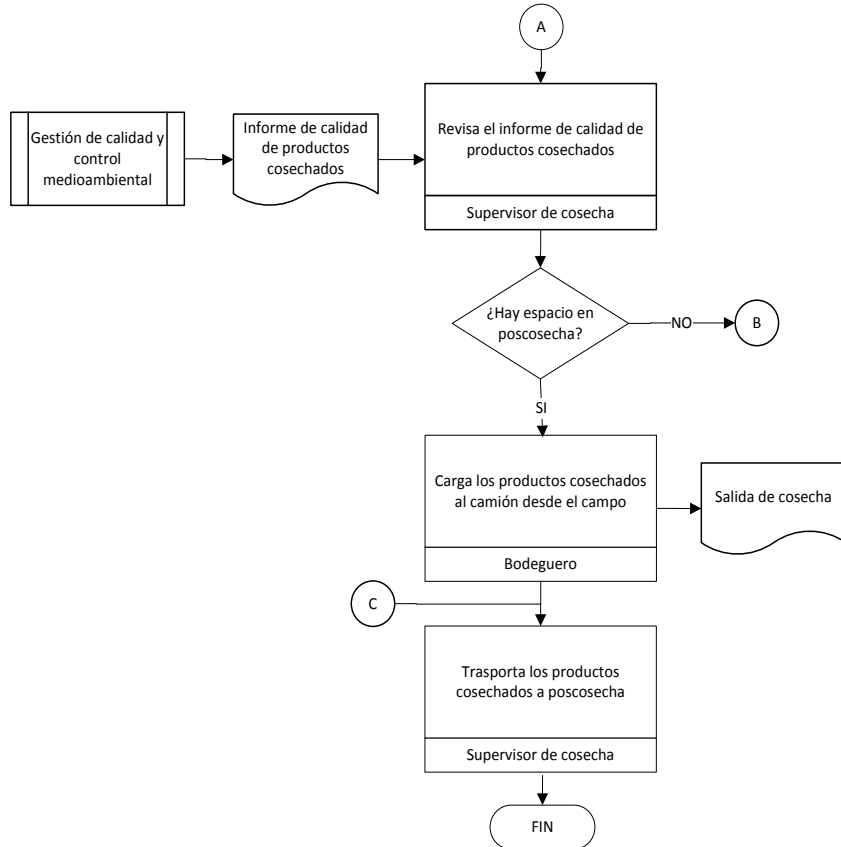 A
Gestión de calidad y
control
medioambiental
Informe de calidad
de productos
cosechados
Revisa el informe de calidad de
productos cosechados
Supervisor de cosecha
¿Hay espacio en
poscosecha?
NO
B
SI
Carga los productos cosechados
al camión desde el campo
Bodeguero
Salida de cosecha
C
Trasporta los productos
cosechados a poscosecha
Supervisor de cosecha
FIN